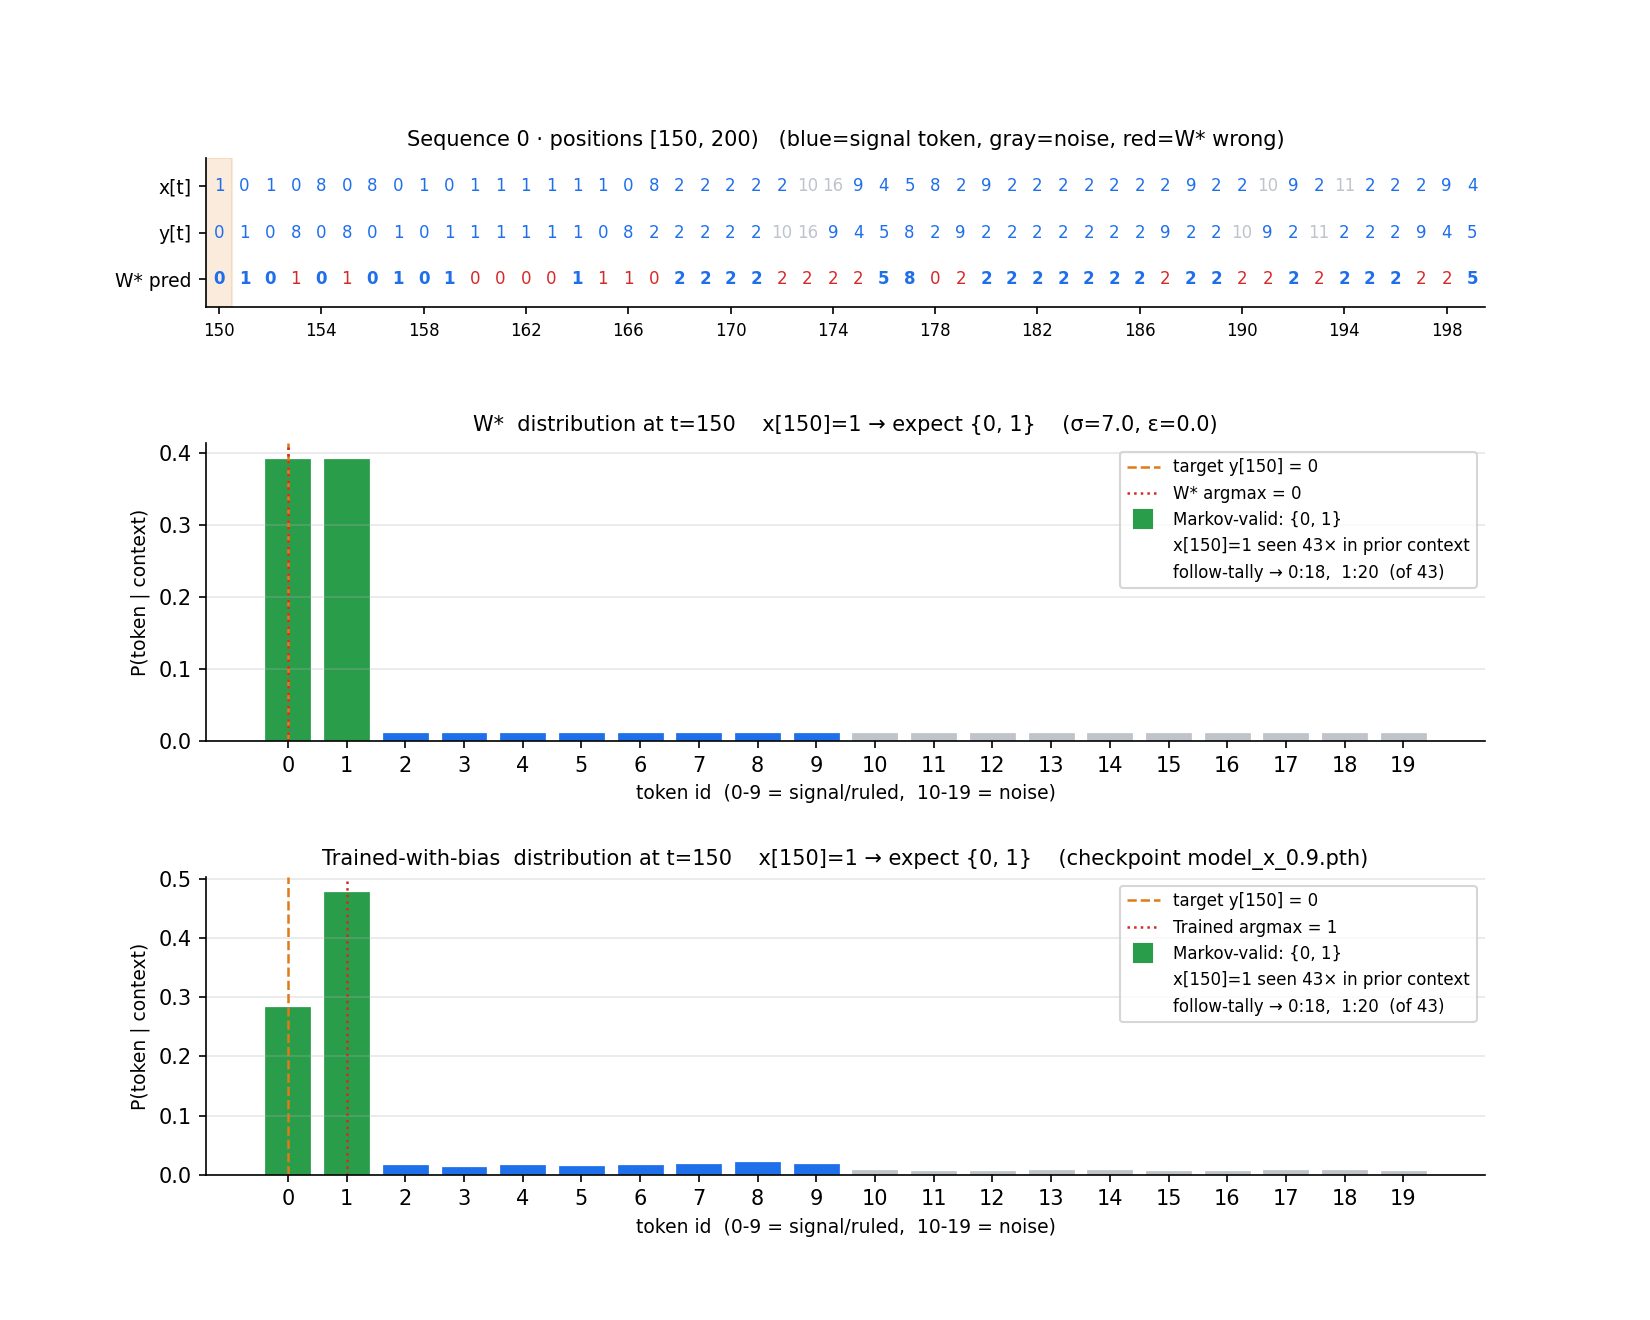 Sequence 0 · positions [150, 200)   (blue=signal token, gray=noise, red=W* wrong)
x[t] 1 0 1 0 8 0 8 0 1 0 1 1 1 1 1 1 0 8 2 2 2 2 2 10 16 9 4 5 8 2 9 2 2 2 2 2 2 2 9 2 2 10 9 2 11 2 2 2 9 4
y[t] 0 1 0 8 0 8 0 1 0 1 1 1 1 1 1 0 8 2 2 2 2 2 10 16 9 4 5 8 2 9 2 2 2 2 2 2 2 9 2 2 10 9 2 11 2 2 2 9 4 5
W* pred 0 1 0 1 0 1 0 1 0 1 0 0 0 0 1 1 1 0 2 2 2 2 2 2 2 2 5 8 0 2 2 2 2 2 2 2 2 2 2 2 2 2 2 2 2 2 2 2 2 5
150 154 158 162 166 170 174 178 182 186 190 194 198
W* distribution at t=150 x[150]=1 → expect {0, 1} (σ=7.0, ε=0.0)
P(token | context)
0.4
0.3
0.2
0.1
0.0
target y[150] = 0
W* argmax = 0
Markov-valid: {0, 1}
x[150]=1 seen 43× in prior context
follow-tally → 0:18, 1:20 (of 43)
0 1 2 3 4 5 6 7 8 9 10 11 12 13 14 15 16 17 18 19
token id (0-9 = signal/ruled, 10-19 = noise)
Trained-with-bias distribution at t=150 x[150]=1 → expect {0, 1} (checkpoint model_x_0.9.pth)
P(token | context)
0.5
0.4
0.3
0.2
0.1
0.0
target y[150] = 0
Trained argmax = 1
Markov-valid: {0, 1}
x[150]=1 seen 43× in prior context
follow-tally → 0:18, 1:20 (of 43)
0 1 2 3 4 5 6 7 8 9 10 11 12 13 14 15 16 17 18 19
token id (0-9 = signal/ruled, 10-19 = noise)